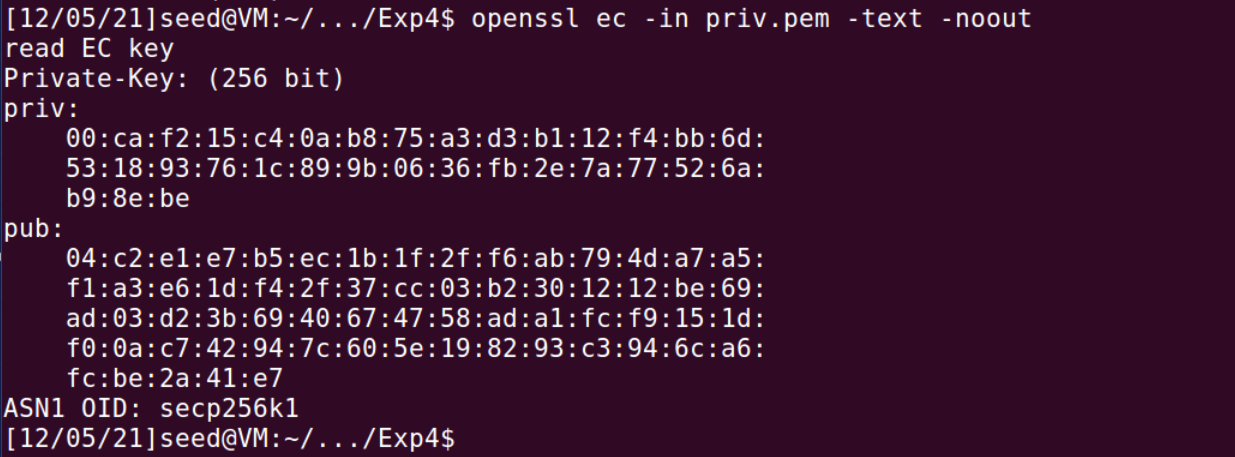 [12/05/21]seed@VM:~/.../Exp4$ openssl ec -in priv.pem -text -noout
read EC key
Private-Key: (256 bit)
priv:
    00:ca:f2:15:c4:0a:b8:75:a3:d3:b1:12:f4:bb:6d:
    53:18:93:76:1c:89:9b:06:36:fb:2e:7a:77:52:6a:
    b9:8e:be
pub:
    04:c2:e1:e7:b5:ec:1b:1f:2f:f6:ab:79:4d:a7:a5:
    f1:a3:e6:1d:f4:2f:37:cc:03:b2:30:12:12:be:69:
    ad:03:d2:3b:69:40:67:47:58:ad:a1:fc:f9:15:1d:
    f0:0a:c7:42:94:7c:60:5e:19:82:93:c3:94:6c:a6:
    fc:be:2a:41:e7
ASN1 OID: secp256k1
[12/05/21]seed@VM:~/.../Exp4$